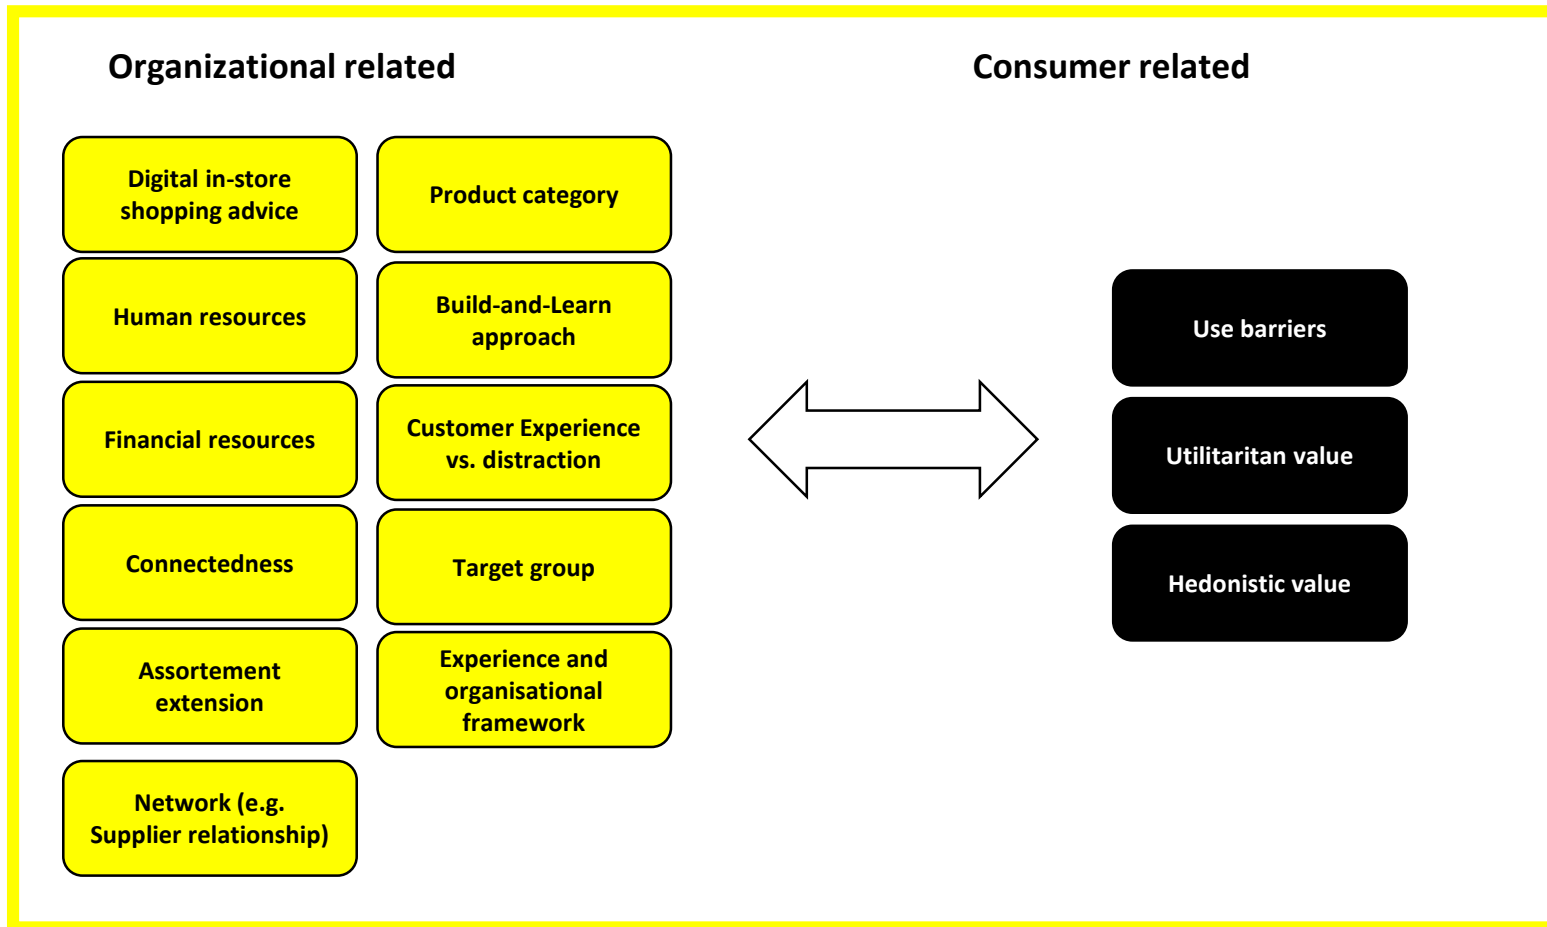 Organizational related
Consumer related
Digital in-store
shopping advice
Human resources
Financial resources
Connectedness
Assortement
extension
Network (e.g.
Supplier relationship)
Product category
Build-and-Learn
approach
Customer Experience
vs. distraction
Target group
Experience and
organisational
framework
Use barriers
Utilitaritan value
Hedonistic value